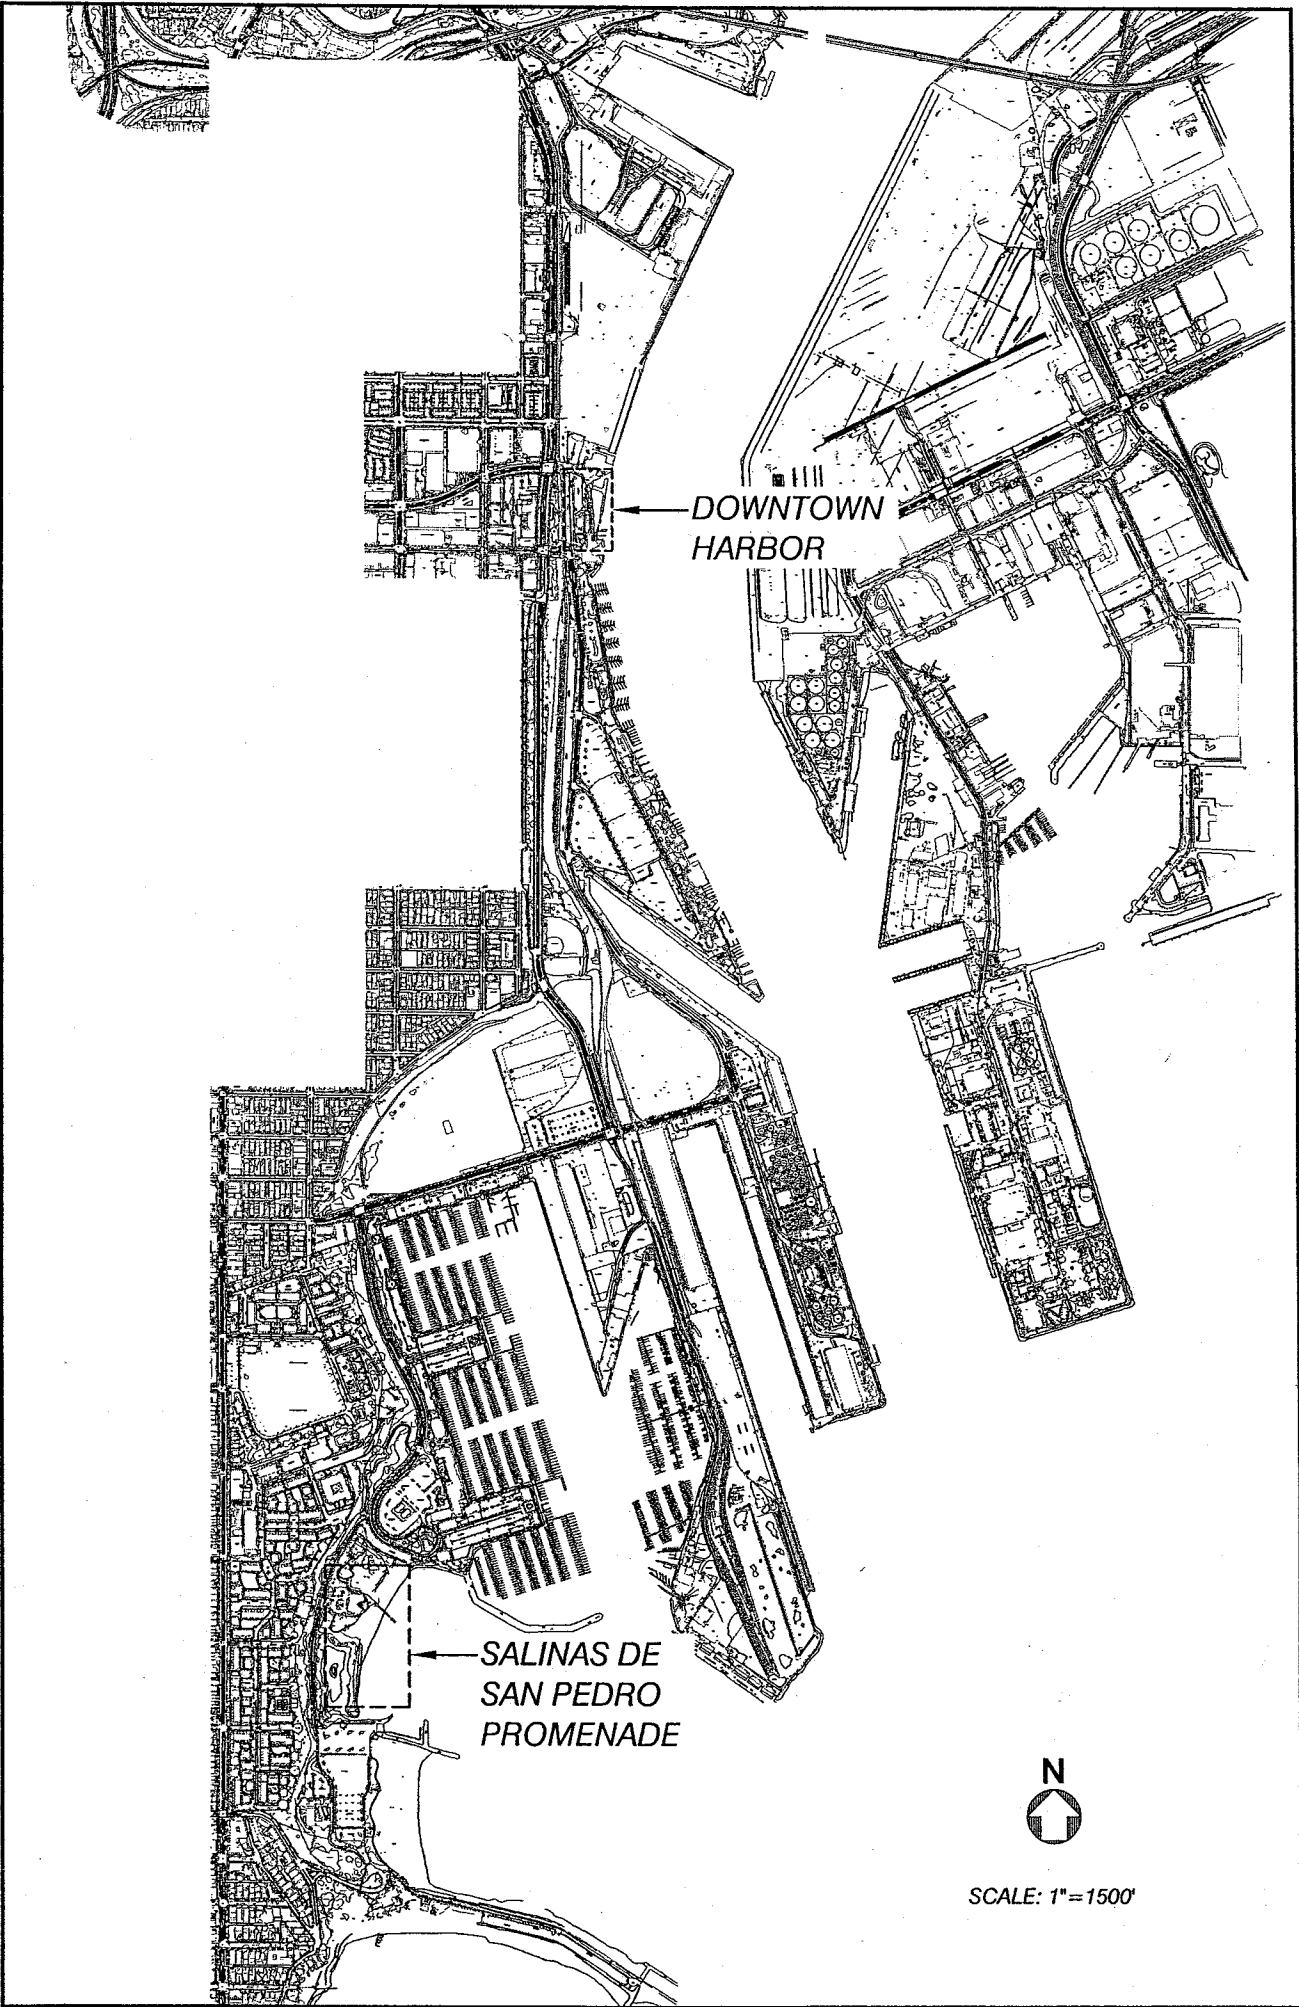 DOWNTOWN
HARBOR
SALINAS DE
SAN PEDRO
PROMENADE
N
SCALE: 1"=1500'